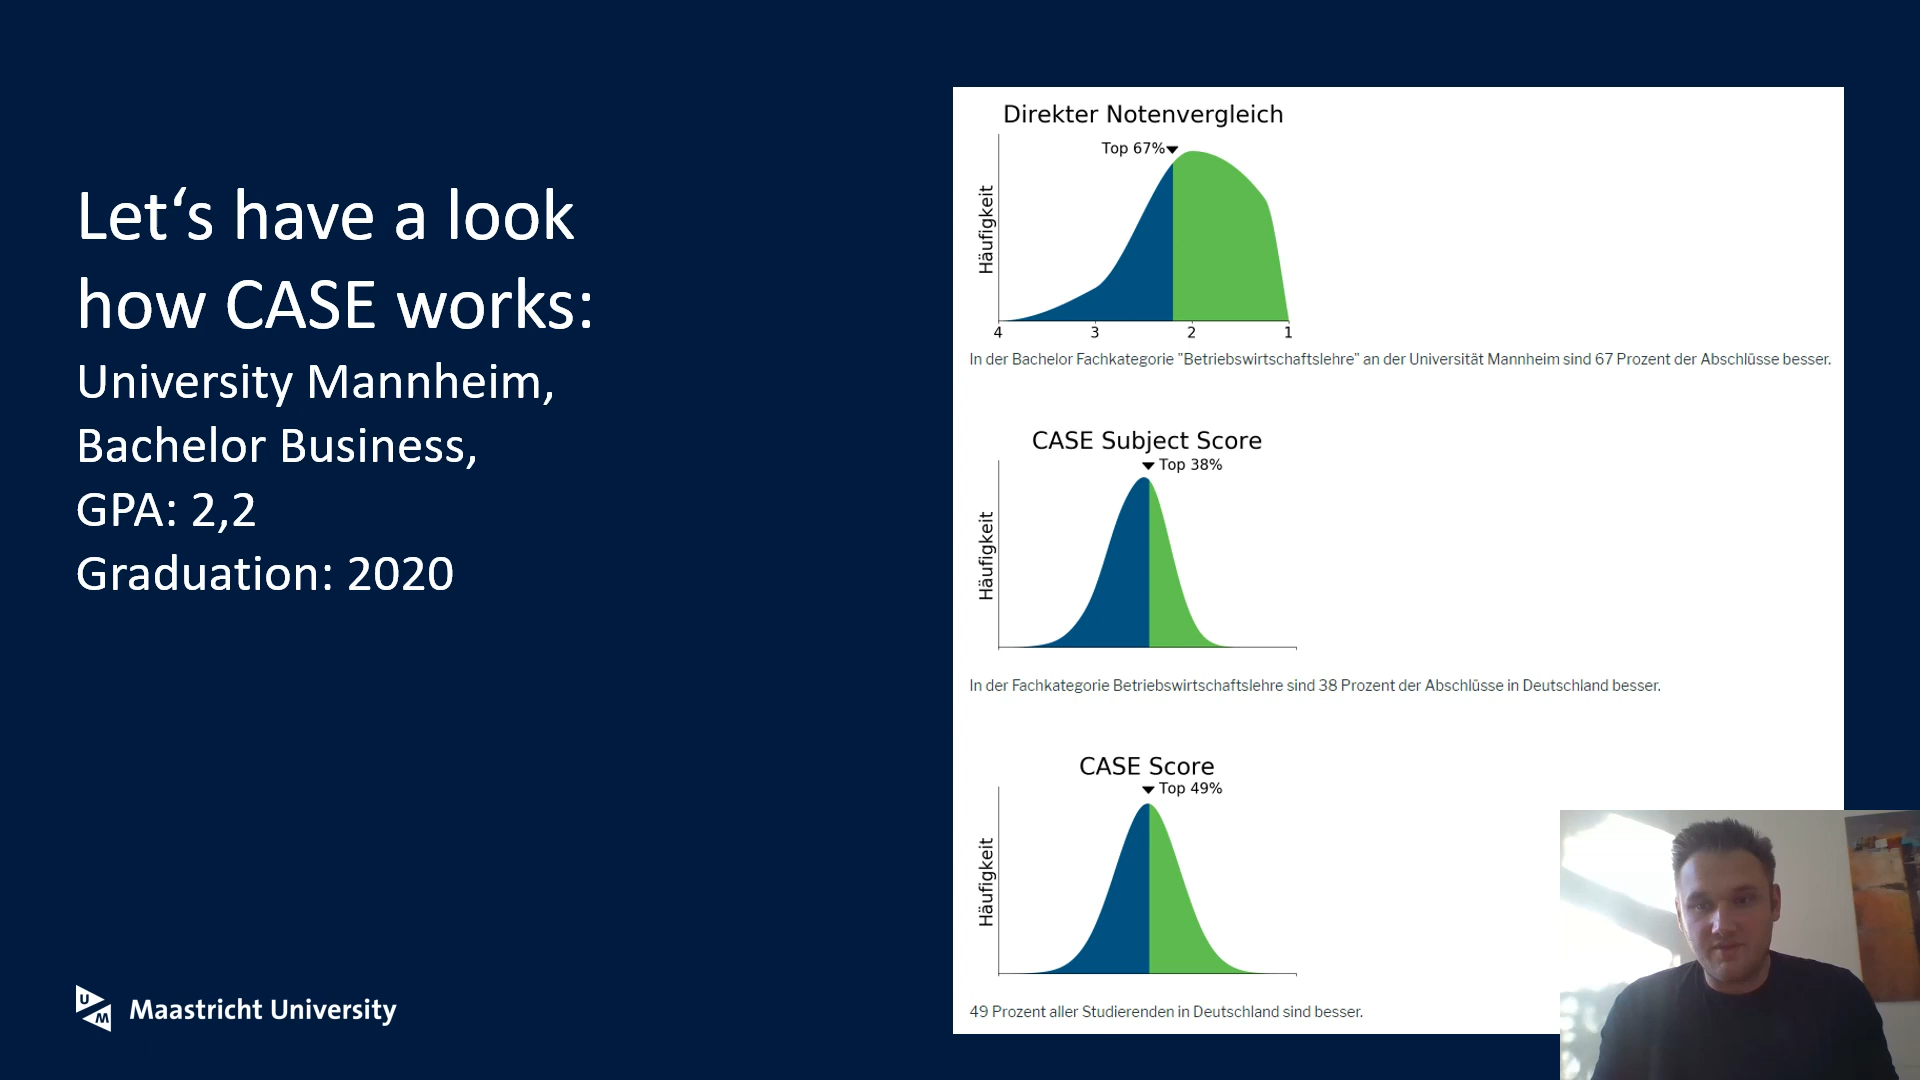 Let‘s have a look
how CASE works:
University Mannheim,
Bachelor Business,
GPA: 2,2
Graduation: 2020
UM Maastricht University
Direkter Notenvergleich
Top 67%
Häufigkeit
4 3 2 1
In der Bachelor Fachkategorie "Betriebswirtschaftslehre" an der Universität Mannheim sind 67 Prozent der Abschlüsse besser.
CASE Subject Score
Top 38%
Häufigkeit
In der Fachkategorie Betriebswirtschaftslehre sind 38 Prozent der Abschlüsse in Deutschland besser.
CASE Score
Top 49%
Häufigkeit
49 Prozent aller Studierenden in Deutschland sind besser.